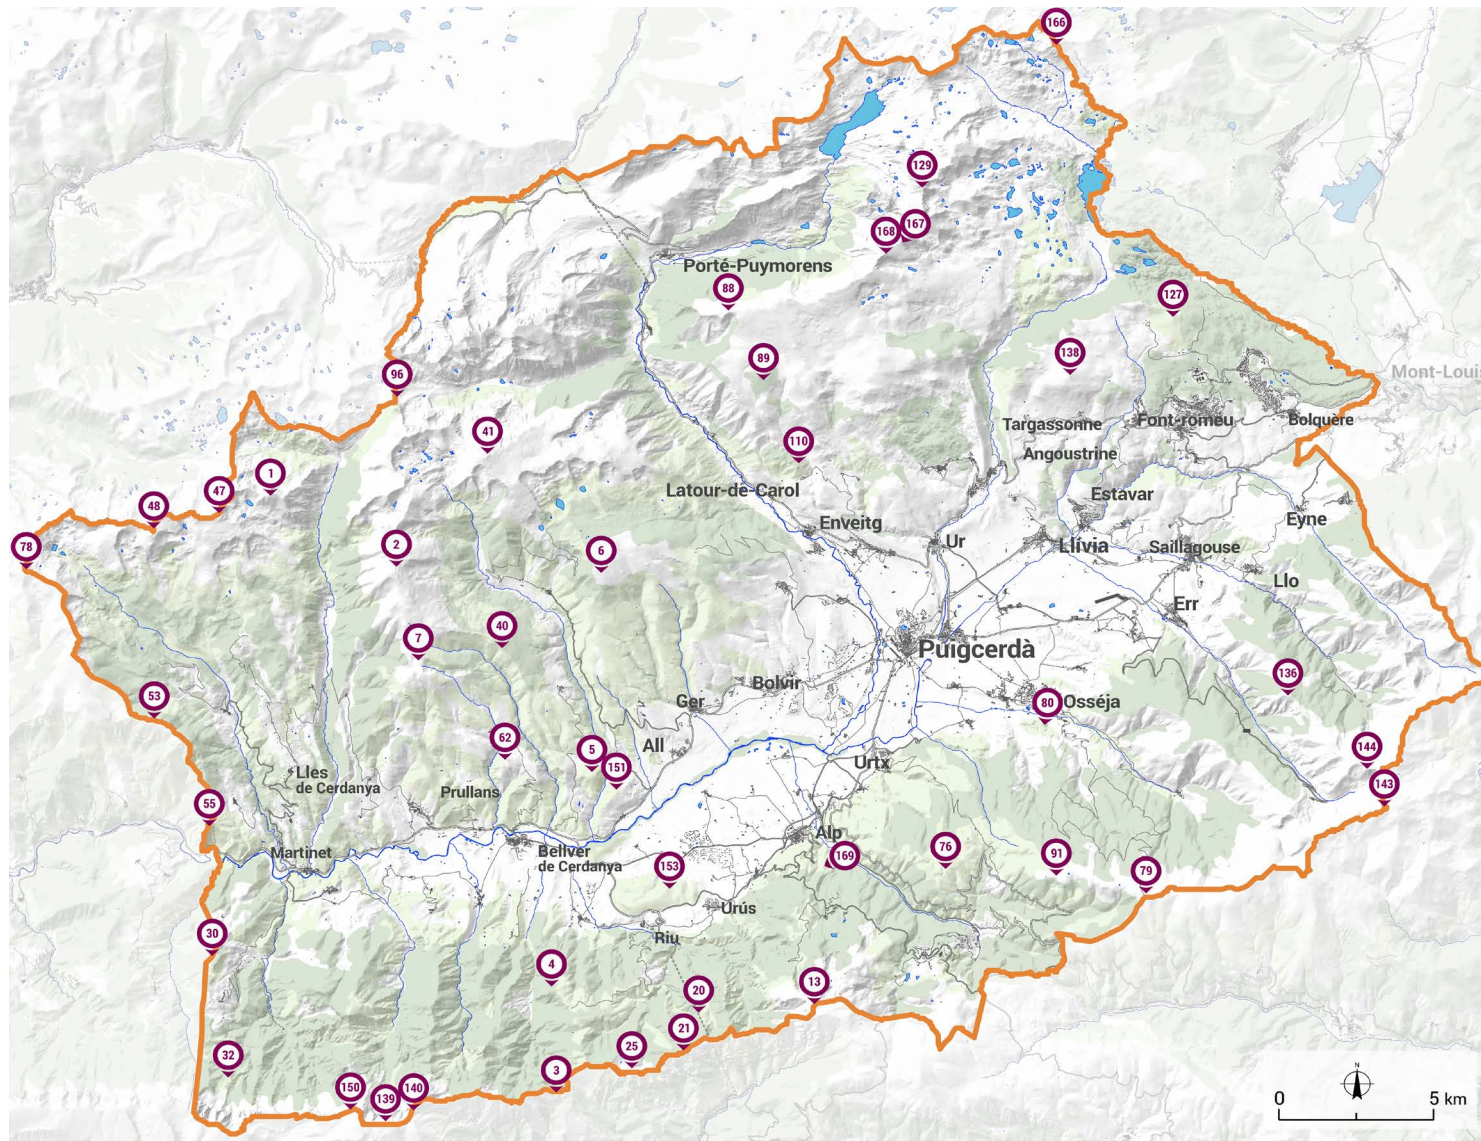 166
129
167
168
Porté-Puymorens
88
127
138
89
96
Mont-Loui
41
110
Targassonne
Font-romeu
Bolquère
Angoustrine
1
47
48
Latour-de-Carol
Estavar
Enveitg
Eyne
78
2
6
Ur
Llívia
Saillagouse
Llo
Err
40
7
Puigcerdà
136
53
Bolvir
Ger
80
Osséja
62
5
All
151
144
Urtx
143
Lles
de Cerdanya
Prullans
55
Alp
Martinet
Bellver
de Cerdanya
153
169
76
91
79
Urús
30
Riu
4
20
13
21
25
32
3
150
139
140
N
0
5 km